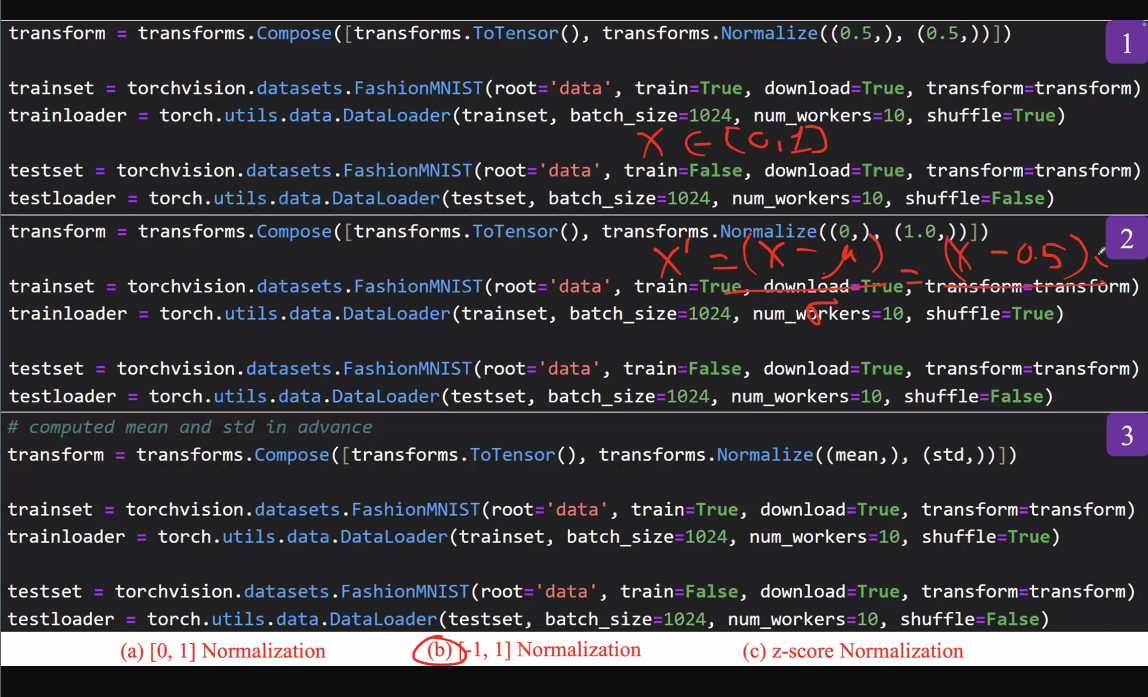 transform = transforms.Compose([transforms.ToTensor(), transforms.Normalize((0.5,), (0.5,))])
1
trainset = torchvision.datasets.FashionMNIST(root='data', train=True, download=True, transform=transform)
trainloader = torch.utils.data.DataLoader(trainset, batch_size=1024, num_workers=10, shuffle=True)
X ∈ [0,1]
testset = torchvision.datasets.FashionMNIST(root='data', train=False, download=True, transform=transform)
testloader = torch.utils.data.DataLoader(testset, batch_size=1024, num_workers=10, shuffle=False)
transform = transforms.Compose([transforms.ToTensor(), transforms.Normalize((0,), (1.0,))])
2
X' = (X - μ) / σ = (X - 0.5)
trainset = torchvision.datasets.FashionMNIST(root='data', train=True, download=True, transform=transform)
trainloader = torch.utils.data.DataLoader(trainset, batch_size=1024, num_workers=10, shuffle=True)
testset = torchvision.datasets.FashionMNIST(root='data', train=False, download=True, transform=transform)
testloader = torch.utils.data.DataLoader(testset, batch_size=1024, num_workers=10, shuffle=False)
# computed mean and std in advance
3
transform = transforms.Compose([transforms.ToTensor(), transforms.Normalize((mean,), (std,))])
trainset = torchvision.datasets.FashionMNIST(root='data', train=True, download=True, transform=transform)
trainloader = torch.utils.data.DataLoader(trainset, batch_size=1024, num_workers=10, shuffle=True)
testset = torchvision.datasets.FashionMNIST(root='data', train=False, download=True, transform=transform)
testloader = torch.utils.data.DataLoader(testset, batch_size=1024, num_workers=10, shuffle=False)
(a) [0, 1] Normalization (b) [-1, 1] Normalization (c) z-score Normalization